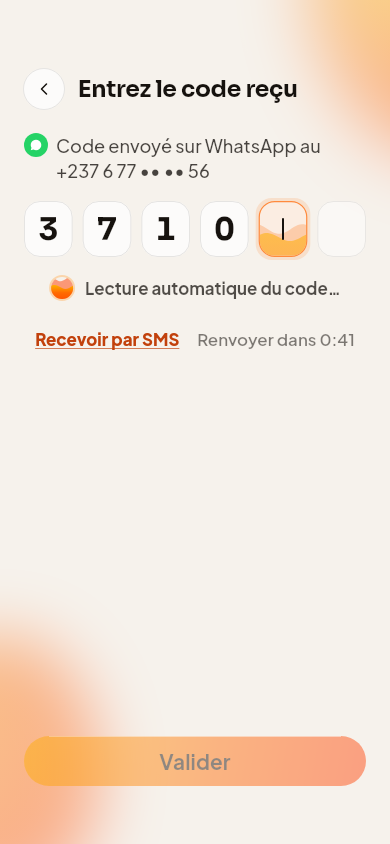 Entrez le code reçu
Code envoyé sur WhatsApp au
+237 6 77 •• •• 56
3 7 1 0
Lecture automatique du code...
Recevoir par SMS Renvoyer dans 0:41
Valider